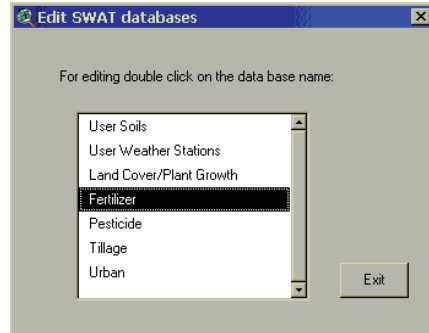 Edit SWAT databases
For editing double click on the data base name:
User Soils
User Weather Stations
Land Cover/Plant Growth
Fertilizer
Pesticide
Tillage
Urban
Exit